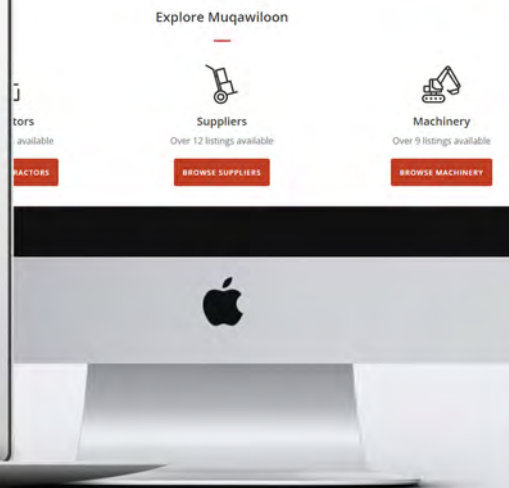 Explore Muqawiloon
tors
available
RACTORS
Suppliers
Over 12 listings available
BROWSE SUPPLIERS
Machinery
Over 9 listings available
BROWSE MACHINERY